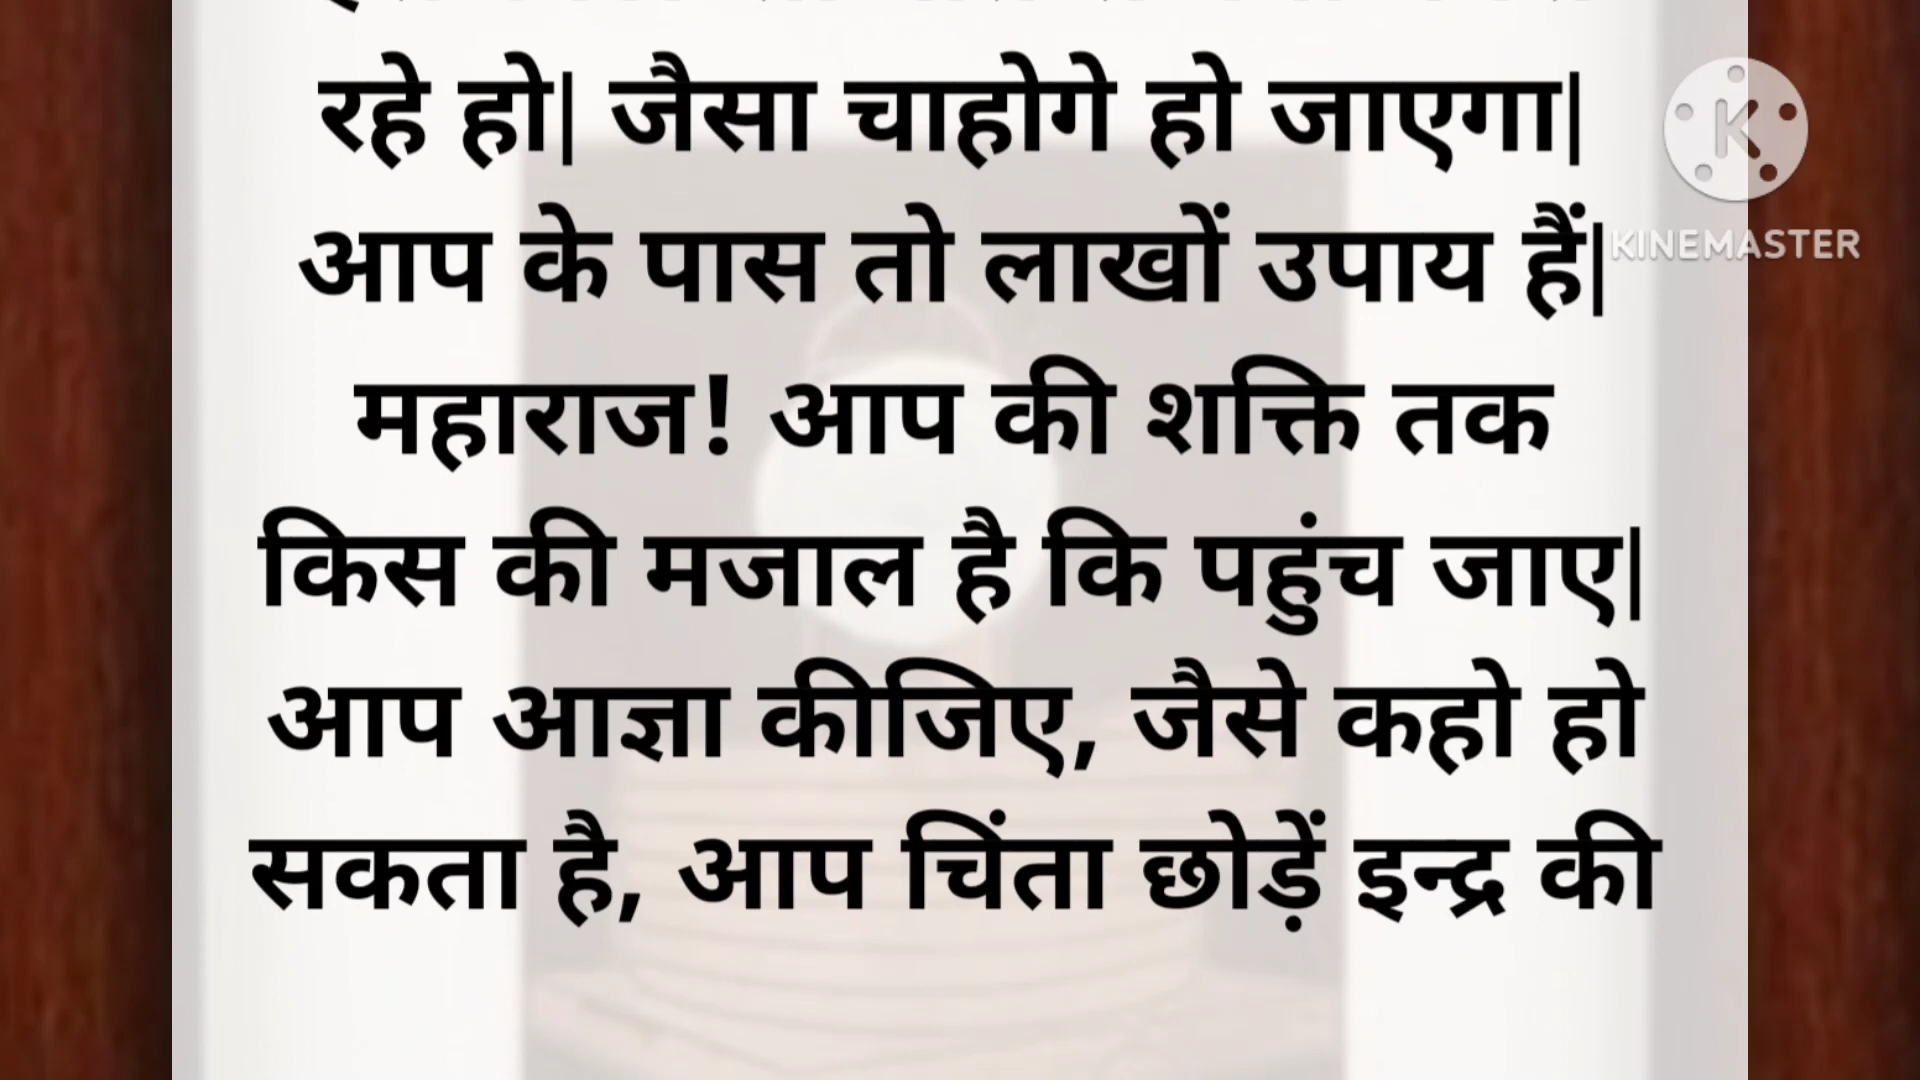 रहे हो| जैसा चाहोगे हो जाएगा|
आप के पास तो लाखों उपाय हैं|
महाराज! आप की शक्ति तक
किस की मजाल है कि पहुंच जाए|
आप आज्ञा कीजिए, जैसे कहो हो
सकता है, आप चिंता छोड़ें इन्द्र की
K
KINEMASTER